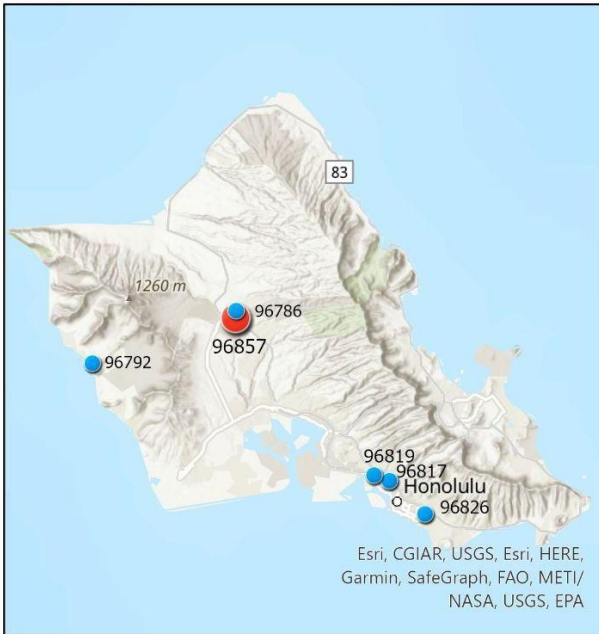 83
1260 m
96786
96857
96792
96819
96817
Honolulu
96826
Esri, CGIAR, USGS, Esri, HERE,
Garmin, SafeGraph, FAO, METI/
NASA, USGS, EPA